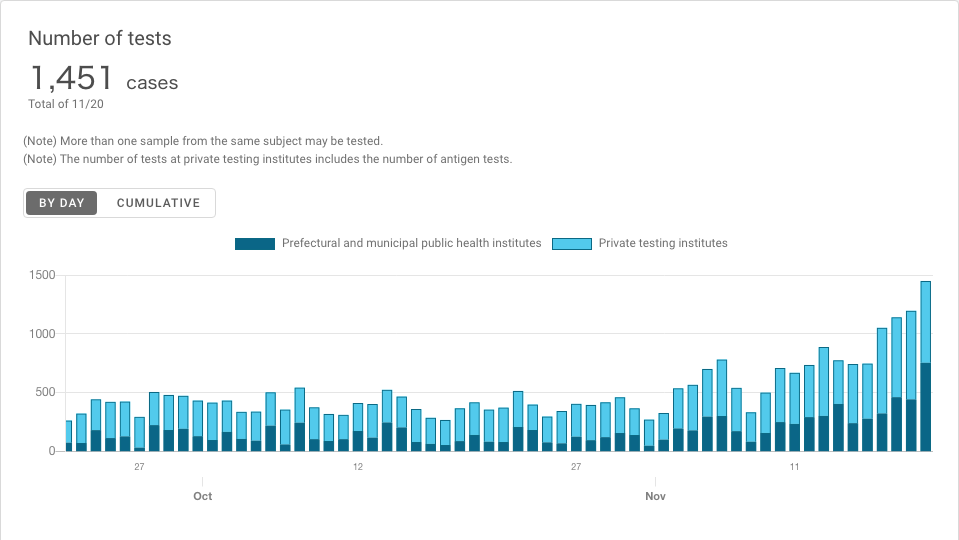 Number of tests
1,451 cases
Total of 11/20
(Note) More than one sample from the same subject may be tested.
(Note) The number of tests at private testing institutes includes the number of antigen tests.
BY DAY CUMULATIVE
Prefectural and municipal public health institutes Private testing institutes
1500
1000
500
0
27 12 27 11
Oct Nov